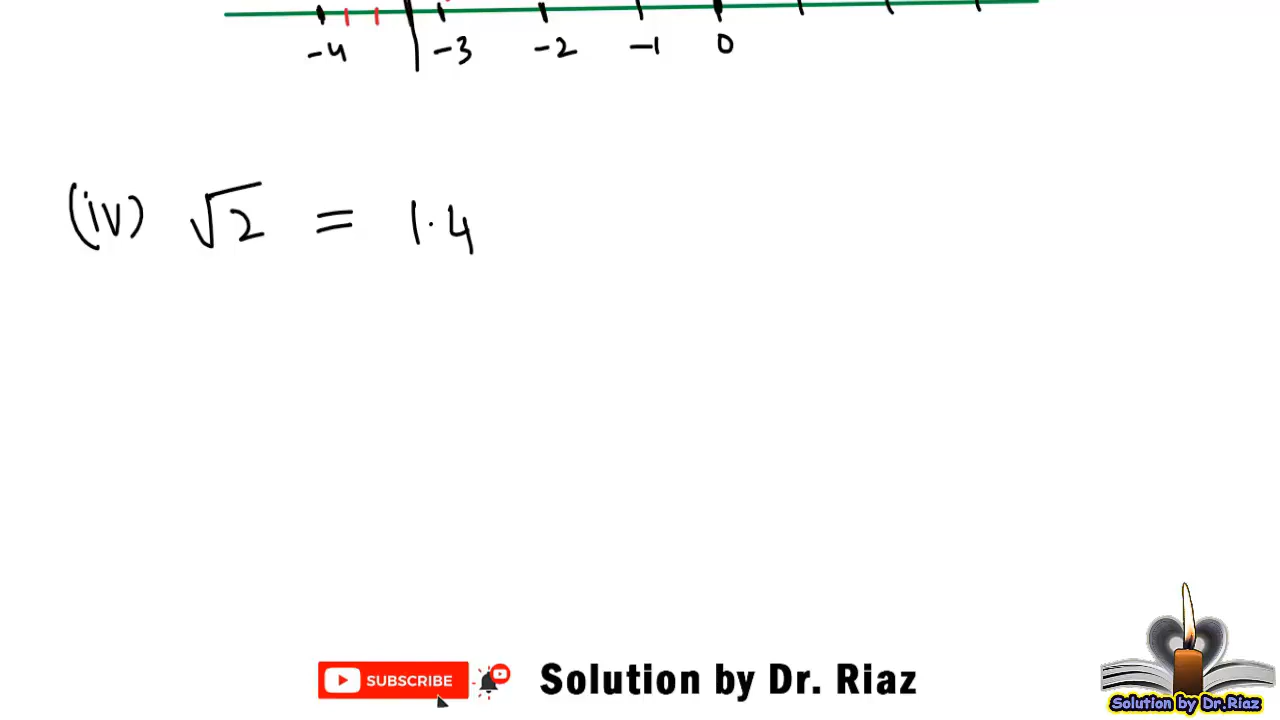 -4 -3 -2 -1 0
(iv) √2 = 1.4
SUBSCRIBE
Solution by Dr. Riaz
Solution by Dr.Riaz